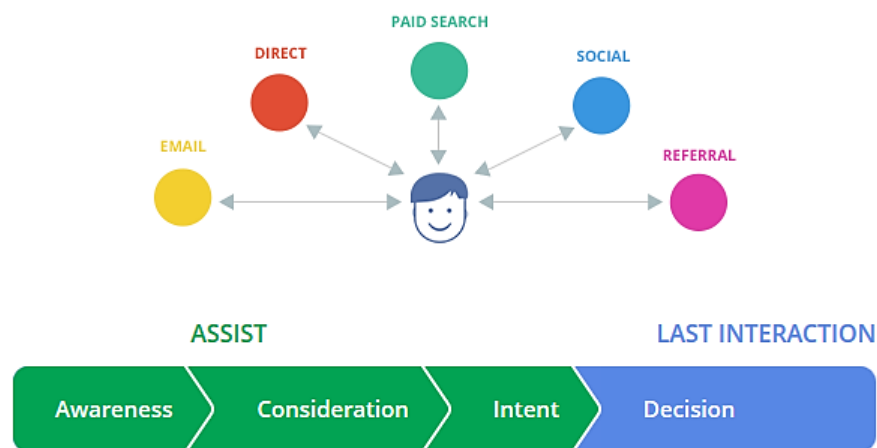 PAID SEARCH
DIRECT
SOCIAL
EMAIL
REFERRAL
ASSIST
LAST INTERACTION
Awareness
Consideration
Intent
Decision